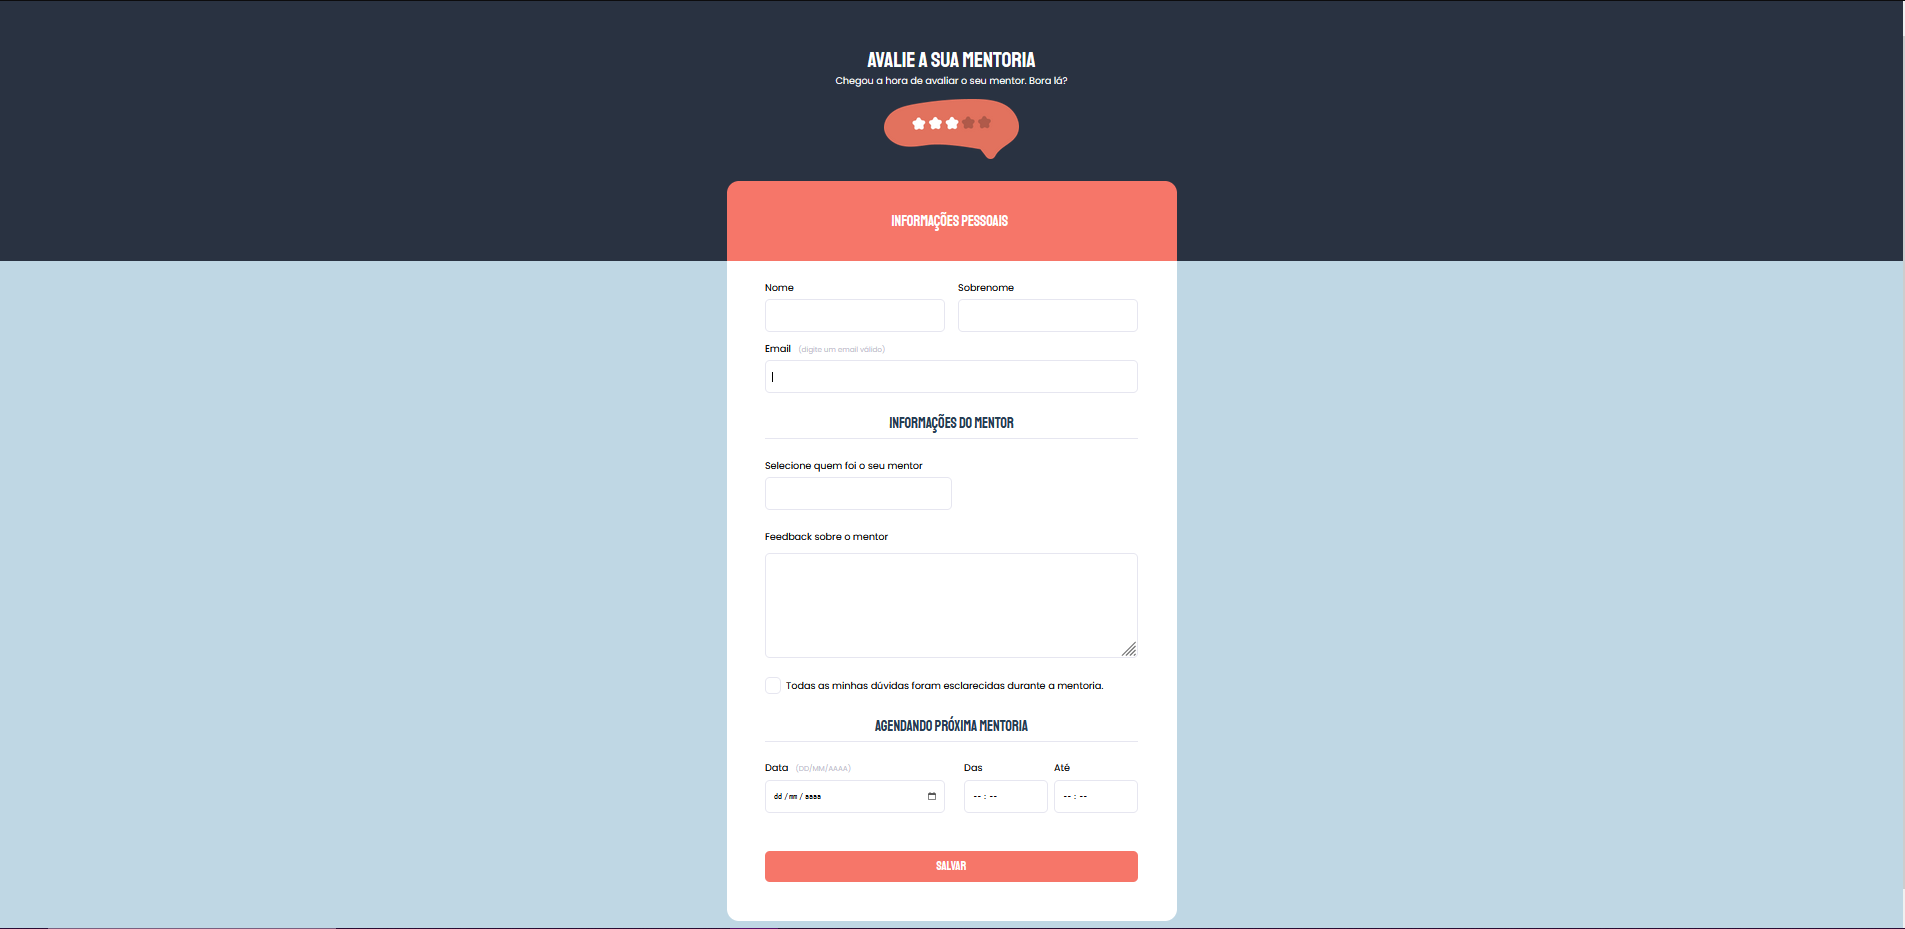 AVALIE A SUA MENTORIA
Chegou a hora de avaliar o seu mentor. Bora lá?
INFORMAÇÕES PESSOAIS
Nome Sobrenome
Email (digite um email válido)
INFORMAÇÕES DO MENTOR
Selecione quem foi o seu mentor
Feedback sobre o mentor
Todas as minhas dúvidas foram esclarecidas durante a mentoria.
AGENDANDO PRÓXIMA MENTORIA
Data (DD/MM/AAAA) Das Até
dd/mm/aaaa --:-- --:--
SALVAR